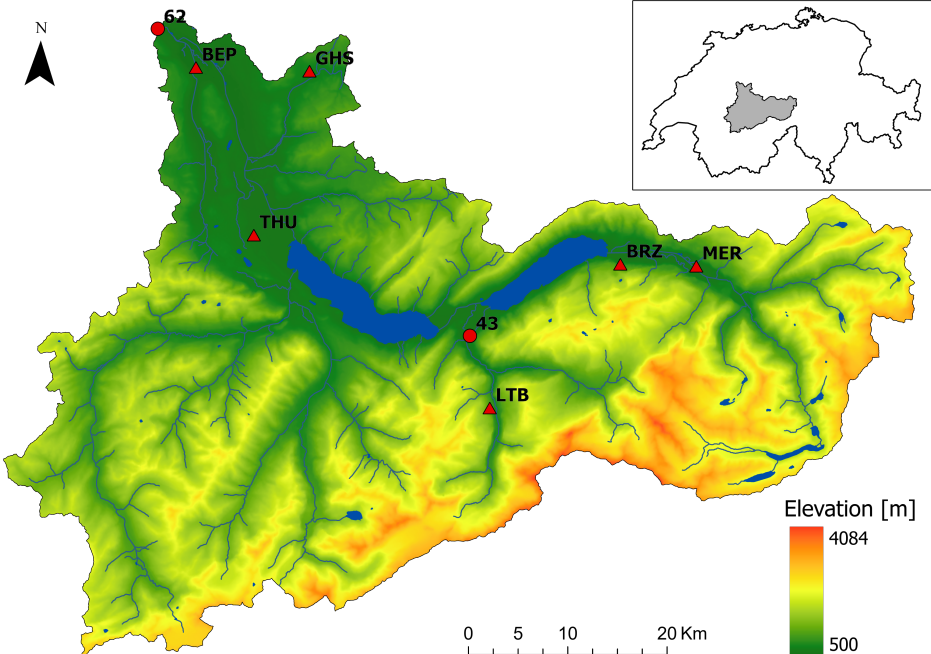 62
N
BEP
GHS
THU
BRZ
MER
43
LTB
Elevation [m]
4084
500
0 5 10 20 Km